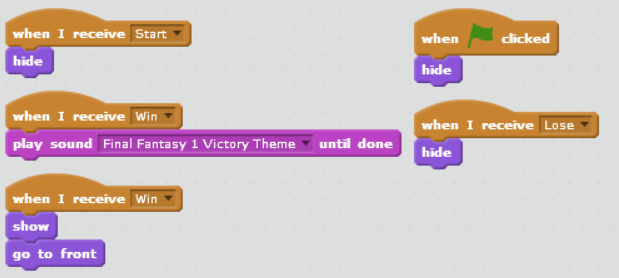 when I receive Start
hide
when I receive Win
play sound Final Fantasy 1 Victory Theme until done
when I receive Win
show
go to front
when clicked
hide
when I receive Lose
hide